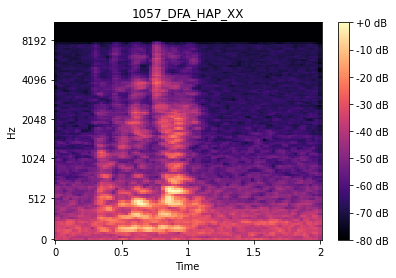 1057_DFA_HAP_XX
8192
4096
2048
1024
512
0
Hz
0
0.5
1
1.5
2
Time
+0 dB
-10 dB
-20 dB
-30 dB
-40 dB
-50 dB
-60 dB
-70 dB
-80 dB